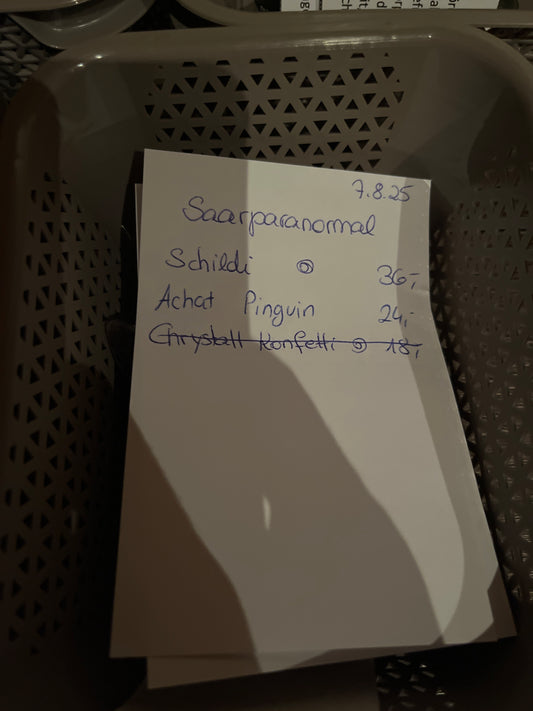 7.8.25
Saarparanormal
Schildi 36,-
Achat Pinguin 24,-
Chrystall Konfetti 18,-